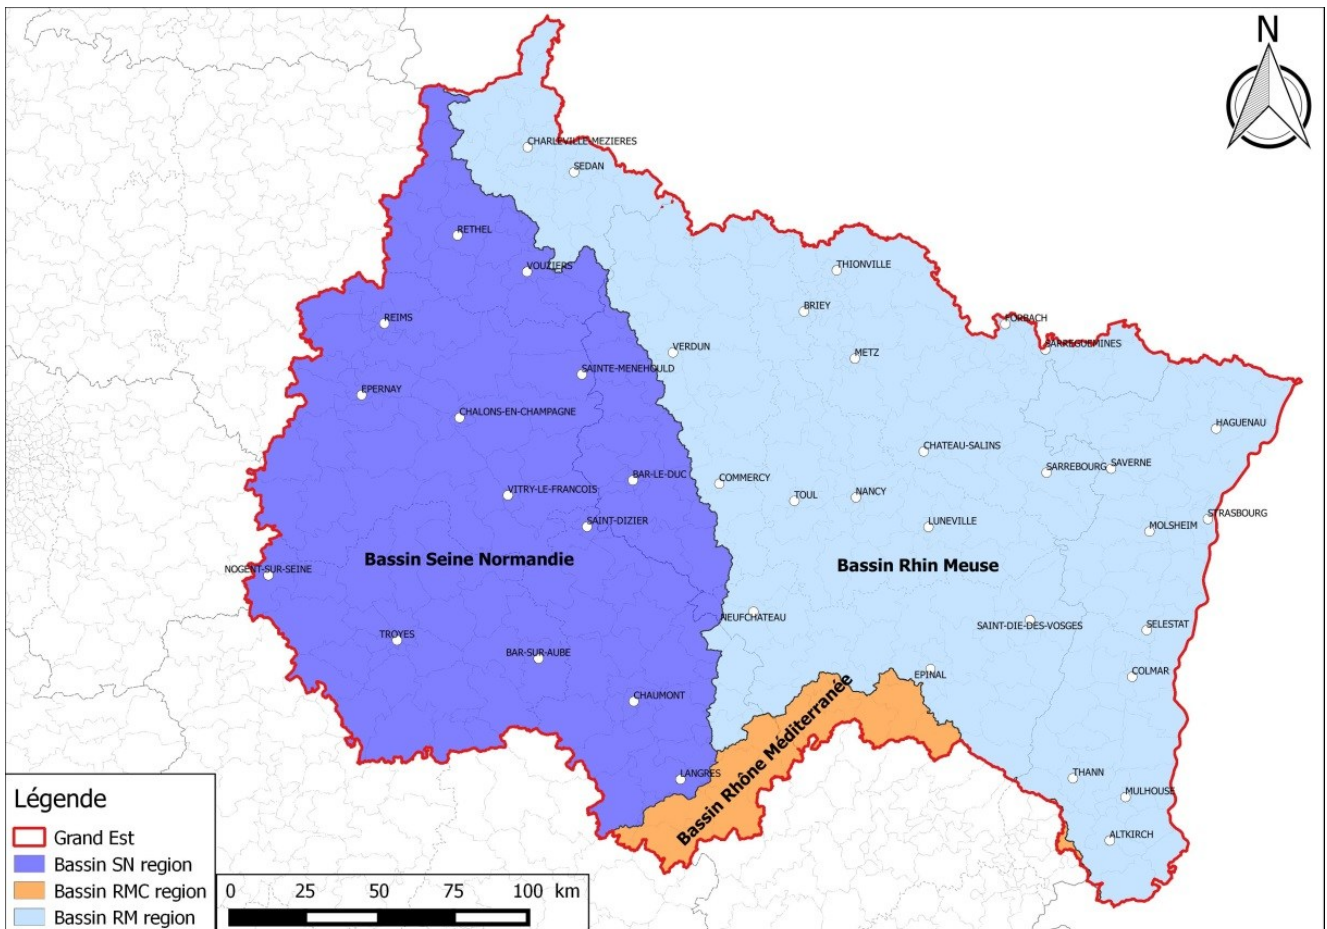 N
CHARLEVILLE-MEZIERES
SEDAN
RETHEL
VOUZIERS
THIONVILLE
BRIEY
REIMS
FORBACH
SARREGUEMINES
VERDUN
METZ
SAINTE-MENEHOULD
EPERNAY
CHALONS-EN-CHAMPAGNE
HAGUENAU
CHATEAU-SALINS
SARREBOURG
SAVERNE
BAR-LE-DUC
COMMERCY
VITRY-LE-FRANCOIS
TOUL
NANCY
SAINT-DIZIER
LUNEVILLE
MOLSHEIM
STRASBOURG
Bassin Seine Normandie
Bassin Rhin Meuse
NOGENT-SUR-SEINE
NEUFCHATEAU
SAINT-DIE-DES-VOSGES
SELESTAT
TROYES
BAR-SUR-AUBE
EPINAL
COLMAR
CHAUMONT
Bassin Rhône Méditerranée
LANGRES
THANN
MULHOUSE
ALTKIRCH
Légende
Grand Est
Bassin SN region
Bassin RMC region
Bassin RM region
0 25 50 75 100 km